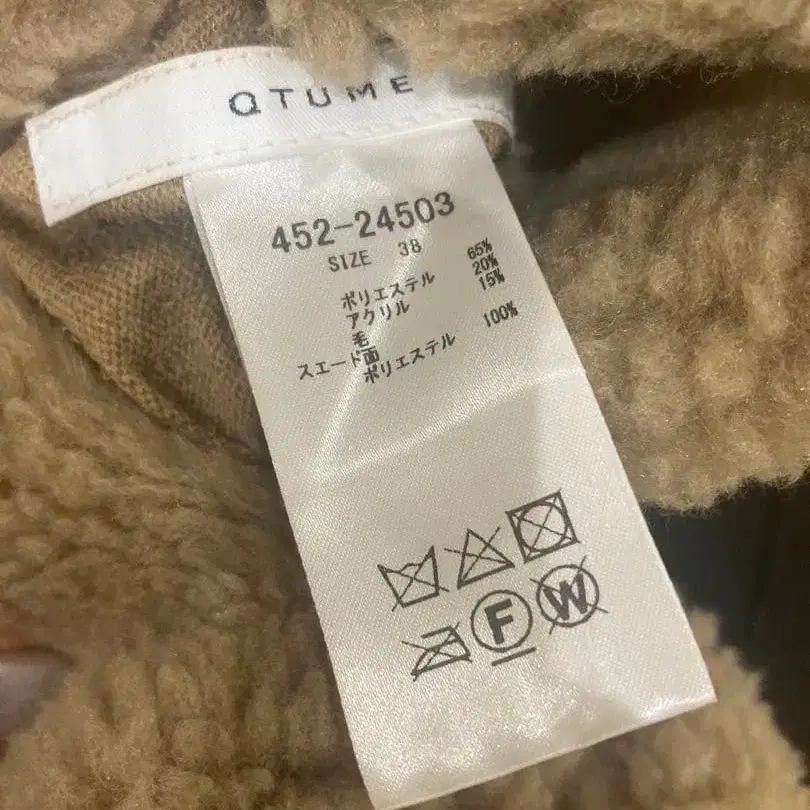 QTUME
452-24503
SIZE 38
ポリエステル 65%
アクリル 20%
毛 15%
スエード面
ポリエステル 100%
F W